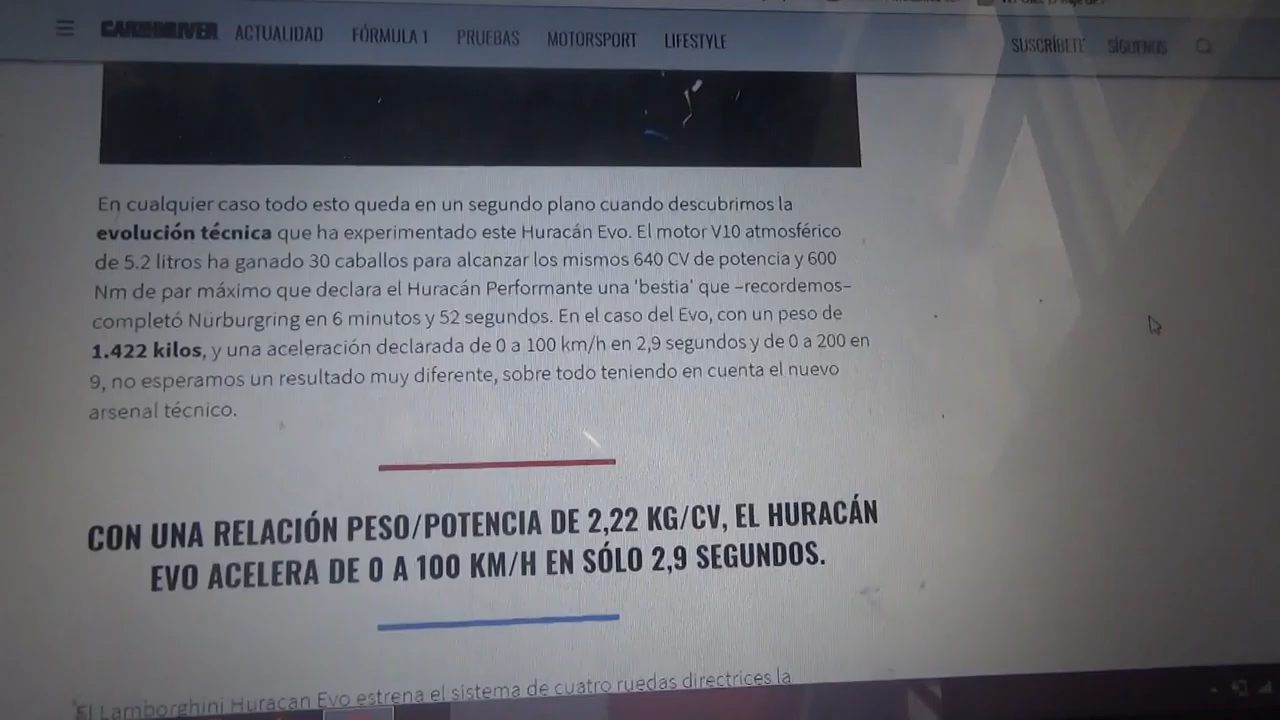 CAR AND DRIVER ACTUALIDAD FÓRMULA 1 PRUEBAS MOTORSPORT LIFESTYLE SUSCRÍBETE SÍGUENOS
En cualquier caso todo esto queda en un segundo plano cuando descubrimos la
evolución técnica que ha experimentado este Huracán Evo. El motor V10 atmosférico
de 5.2 litros ha ganado 30 caballos para alcanzar los mismos 640 CV de potencia y 600
Nm de par máximo que declara el Huracán Performante una 'bestia' que –recordemos–
completó Nürburgring en 6 minutos y 52 segundos. En el caso del Evo, con un peso de
1.422 kilos, y una aceleración declarada de 0 a 100 km/h en 2,9 segundos y de 0 a 200 en
9, no esperamos un resultado muy diferente, sobre todo teniendo en cuenta el nuevo
arsenal técnico.
CON UNA RELACIÓN PESO/POTENCIA DE 2,22 KG/CV, EL HURACÁN
EVO ACELERA DE 0 A 100 KM/H EN SÓLO 2,9 SEGUNDOS.
El Lamborghini Huracan Evo estrena el sistema de cuatro ruedas directrices la